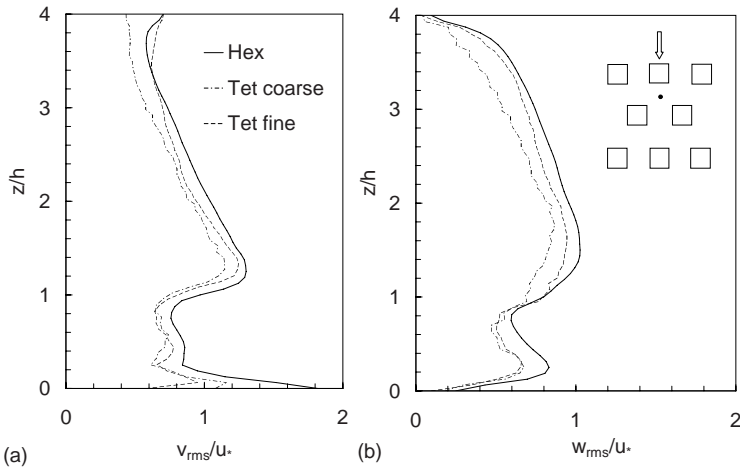 4
3
2
1
0
z/h
Hex
Tet coarse
Tet fine
0
1
2
(a)
v_rms/u_*
4
3
2
1
0
z/h
0
1
2
(b)
w_rms/u_*